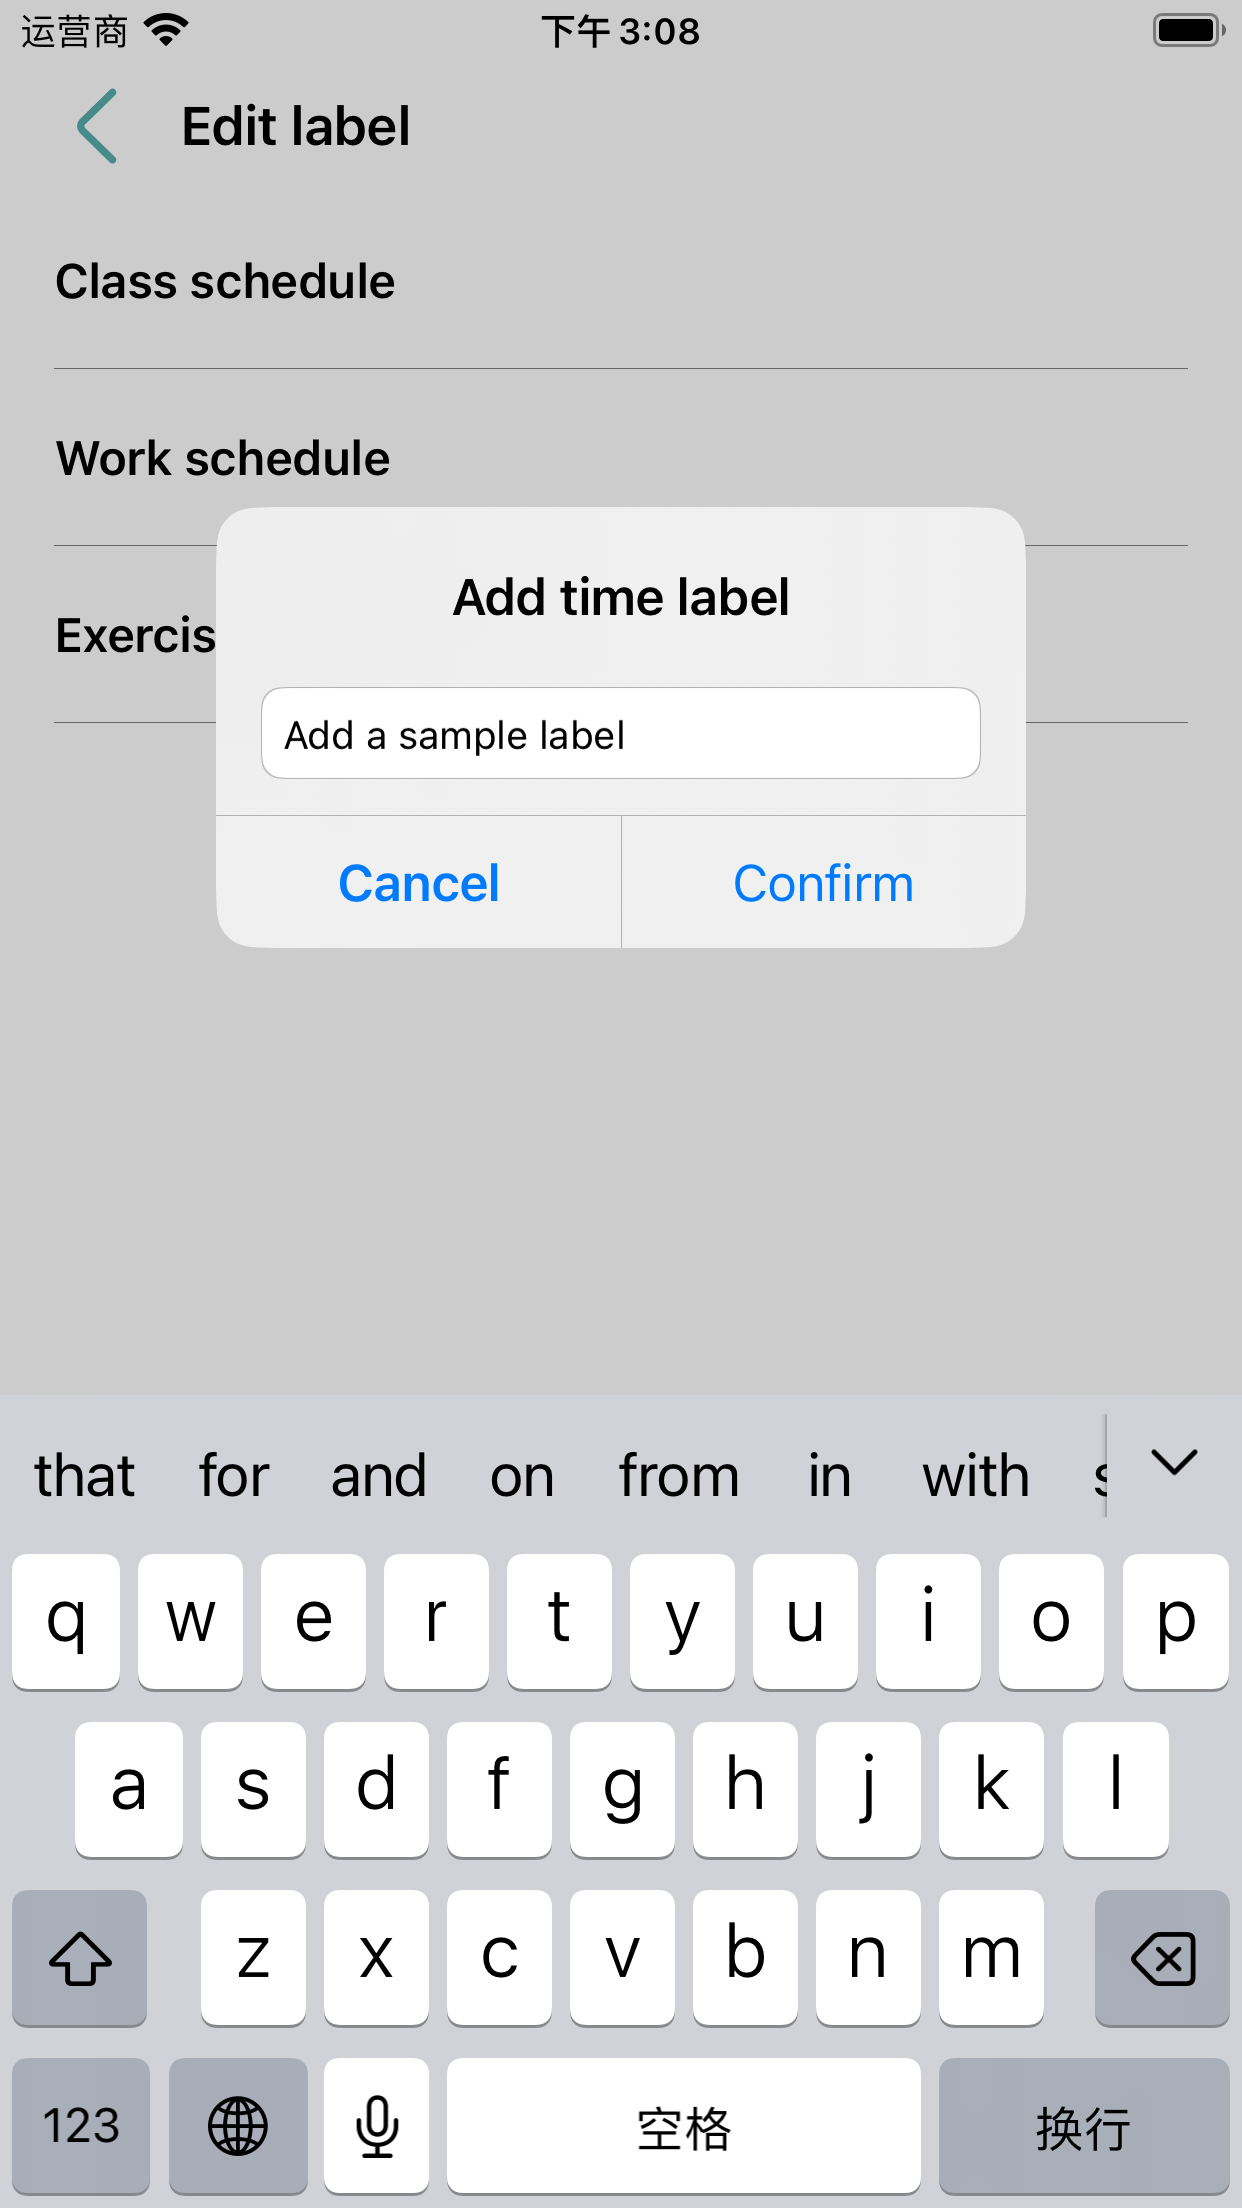 运营商 下午3:08
Edit label
Class schedule
Work schedule
Exercis
Add time label
Add a sample label
Cancel Confirm
that for and on from in with s
q w e r t y u i o p
a s d f g h j k l
z x c v b n m
123 空格 换行